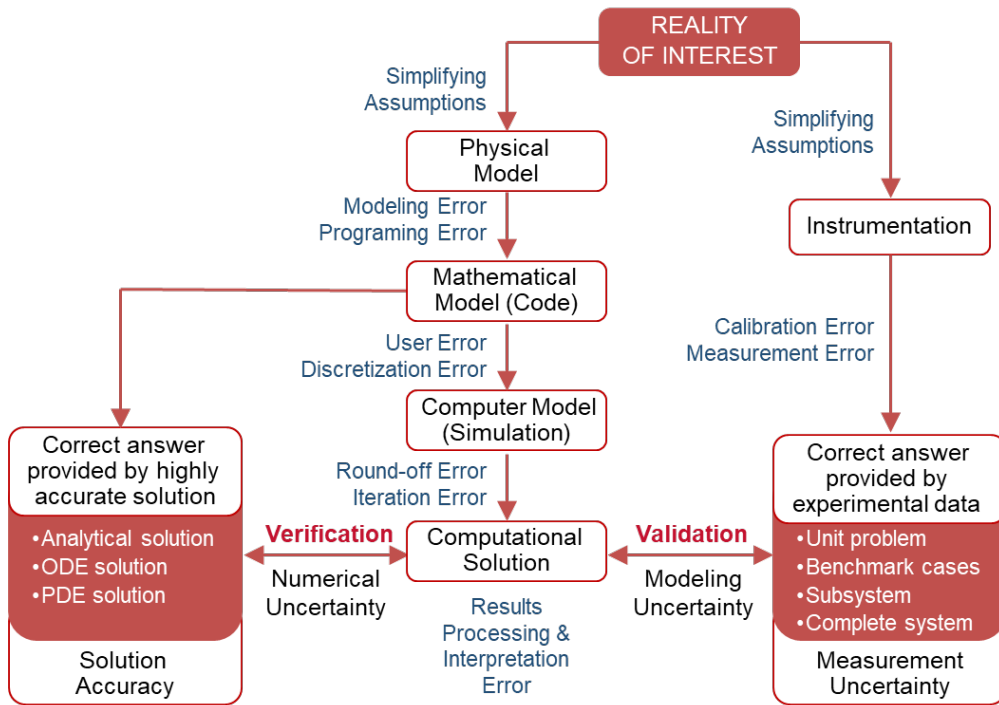 REALITY
OF INTEREST
Simplifying
Assumptions
Simplifying
Assumptions
Physical
Model
Modeling Error
Programing Error
Instrumentation
Mathematical
Model (Code)
User Error
Discretization Error
Calibration Error
Measurement Error
Computer Model
(Simulation)
Correct answer
provided by highly
accurate solution
•Analytical solution
•ODE solution
•PDE solution
Solution
Accuracy
Round-off Error
Iteration Error
Verification
Numerical
Uncertainty
Computational
Solution
Results
Processing &
Interpretation
Error
Validation
Modeling
Uncertainty
Correct answer
provided by
experimental data
•Unit problem
•Benchmark cases
•Subsystem
•Complete system
Measurement
Uncertainty